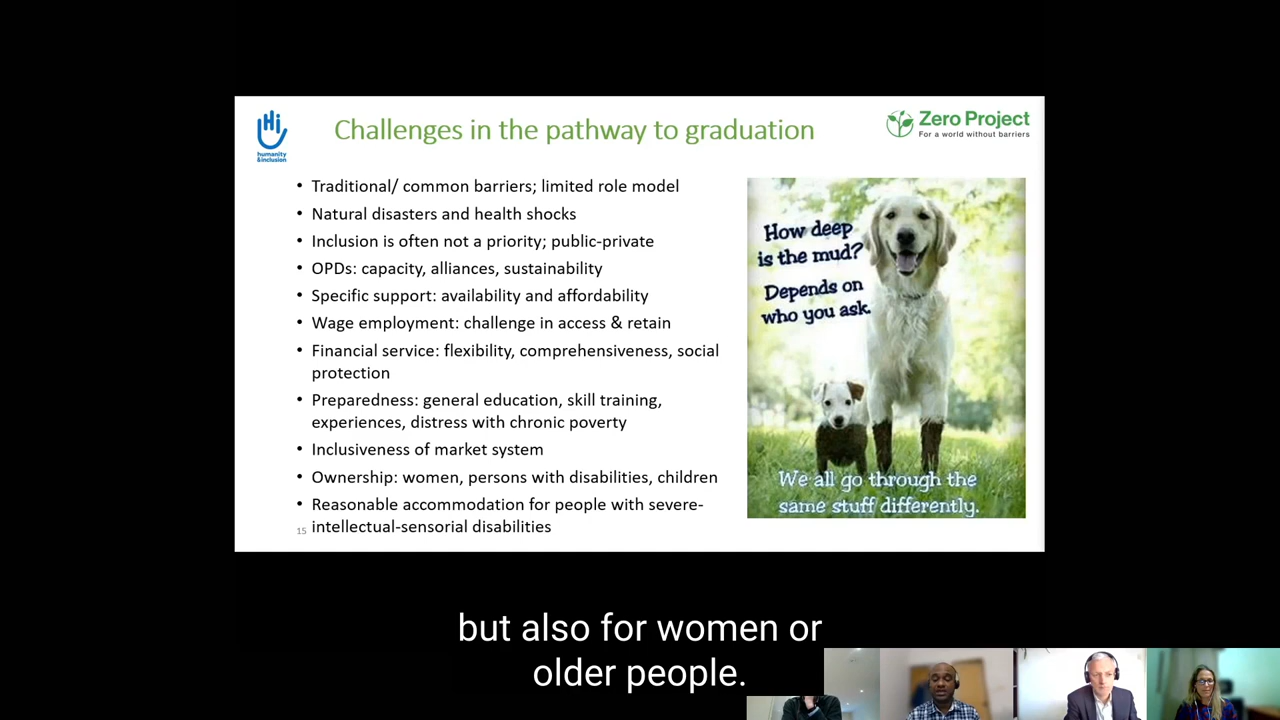 Hi
humanity
&inclusion
Challenges in the pathway to graduation
Zero Project
For a world without barriers
• Traditional/ common barriers; limited role model
• Natural disasters and health shocks
• Inclusion is often not a priority; public-private
• OPDs: capacity, alliances, sustainability
• Specific support: availability and affordability
• Wage employment: challenge in access & retain
• Financial service: flexibility, comprehensiveness, social
protection
• Preparedness: general education, skill training,
experiences, distress with chronic poverty
• Inclusiveness of market system
• Ownership: women, persons with disabilities, children
• Reasonable accommodation for people with severe-
intellectual-sensorial disabilities
15
How deep
is the mud?
Depends on
who you ask.
We all go through the
same stuff differently.
but also for women or
older people.